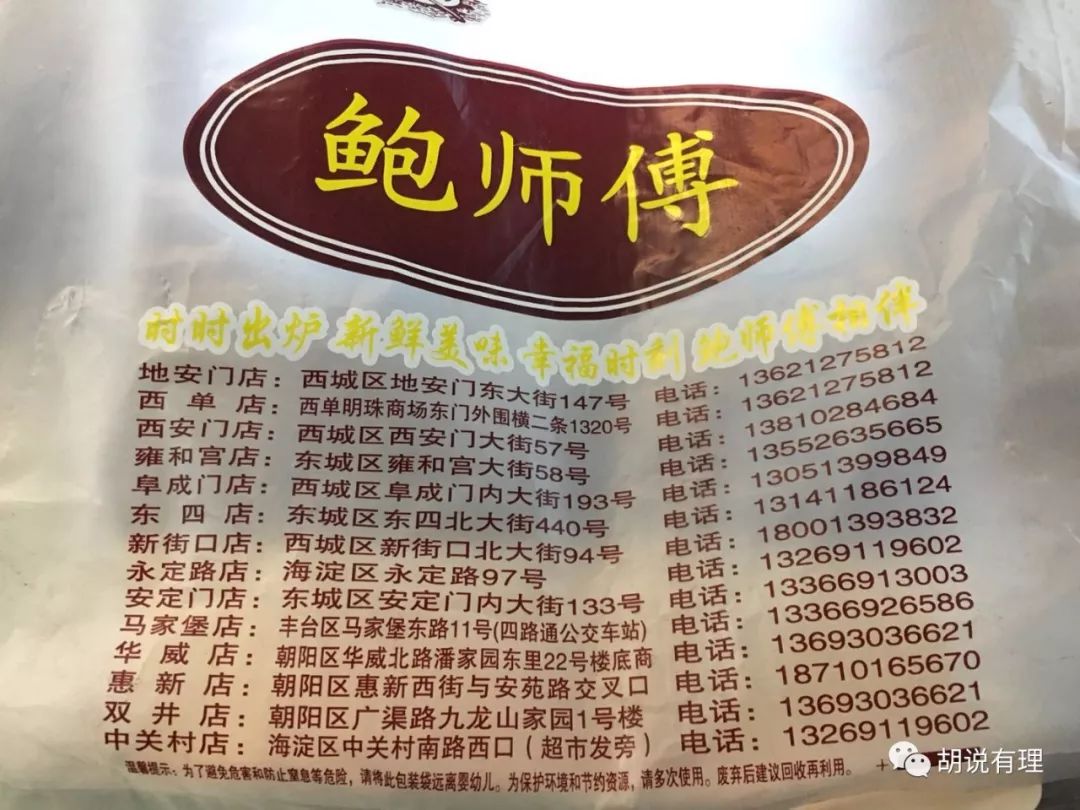 鲍师傅
时时出炉 新鲜美味 幸福时刻 鲍师傅相伴
地安门店：西城区地安门东大街147号 电话：13621275812
西单店：西单明珠商场东门外围横二条1320号 电话：13621275812
西安门店：西城区西安门大街57号 电话：13810284684
雍和宫店：东城区雍和宫大街58号 电话：13552635665
阜成门店：西城区阜成门内大街193号 电话：13051399849
东四店：东城区东四北大街440号 电话：13141186124
新街口店：西城区新街口北大街94号 电话：18001393832
永定路店：海淀区永定路97号 电话：13269119602
安定门店：东城区安定门内大街133号 电话：13366913003
马家堡店：丰台区马家堡东路11号(四路通公交车站) 电话：13366926586
华威店：朝阳区华威北路潘家园东里22号楼底商 电话：13693036621
惠新店：朝阳区惠新西街与安苑路交叉口 电话：18710165670
双井店：朝阳区广渠路九龙山家园1号楼 电话：13693036621
中关村店：海淀区中关村南路西口（超市发旁） 电话：13269119602
温馨提示：为了避免危害和防止窒息等危险，请将此包装袋远离婴幼儿。为保护环境和节约资源，请多次使用。废弃后建议回收再利用。
胡说有理